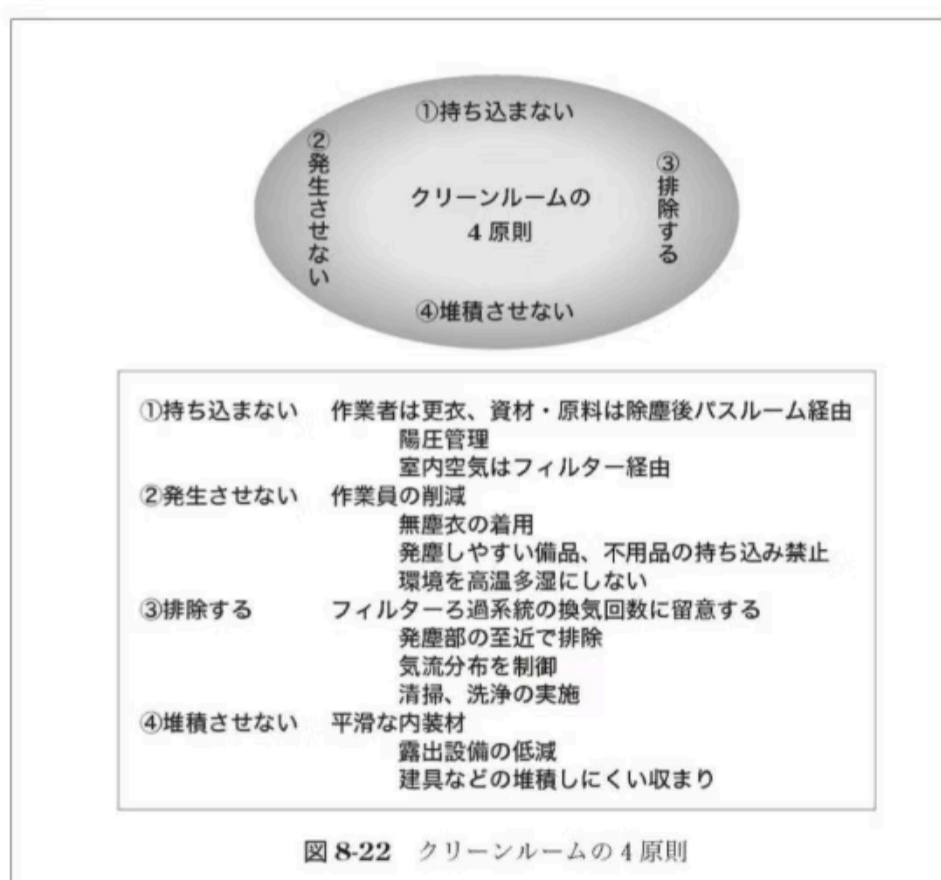 ①持ち込まない
②発生させない
③排除する
クリーンルームの
4原則
④堆積させない
①持ち込まない 作業者は更衣、資材・原料は除塵後パスルーム経由
陽圧管理
室内空気はフィルター経由
②発生させない 作業員の削減
無塵衣の着用
発塵しやすい備品、不用品の持ち込み禁止
環境を高温多湿にしない
③排除する フィルターろ過系統の換気回数に留意する
発塵部の至近で排除
気流分布を制御
清掃、洗浄の実施
④堆積させない 平滑な内装材
露出設備の低減
建具などの堆積しにくい収まり
図 8-22 クリーンルームの4原則